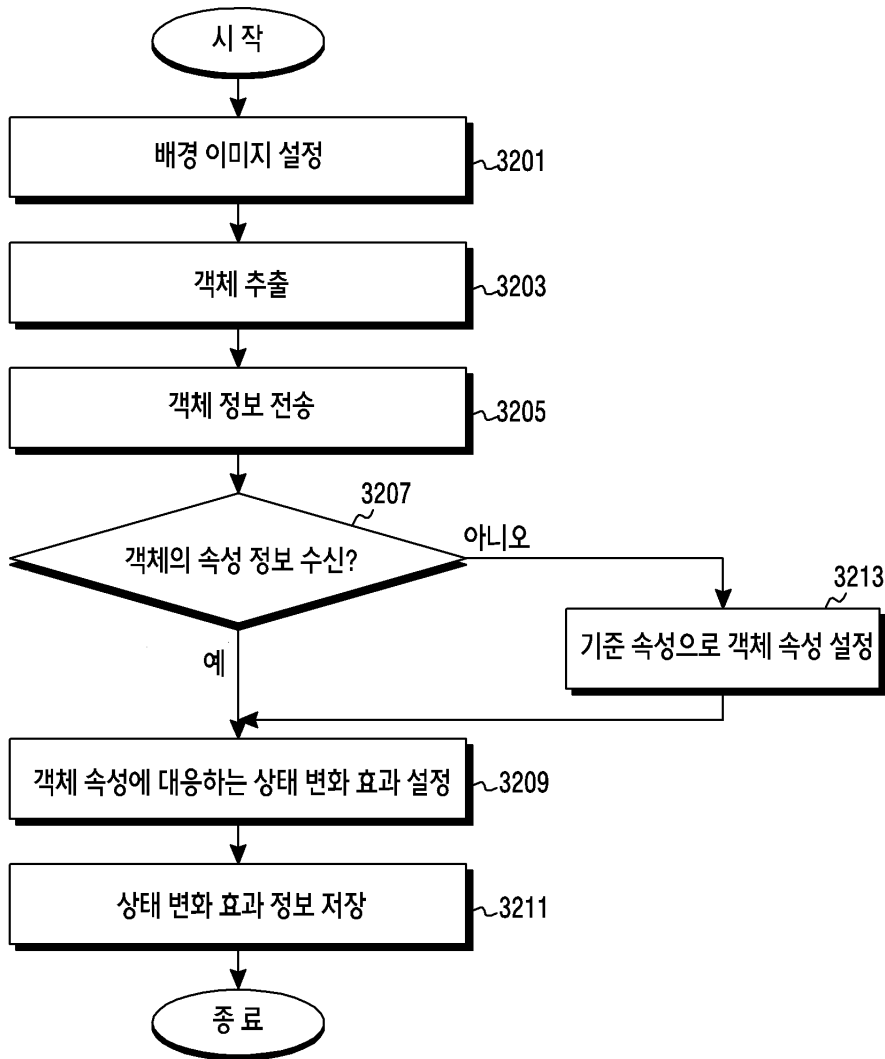 시 작
배경 이미지 설정
3201
객체 추출
3203
객체 정보 전송
3205
3207
객체의 속성 정보 수신?
아니오
3213
기준 속성으로 객체 속성 설정
예
객체 속성에 대응하는 상태 변화 효과 설정
3209
상태 변화 효과 정보 저장
3211
종 료